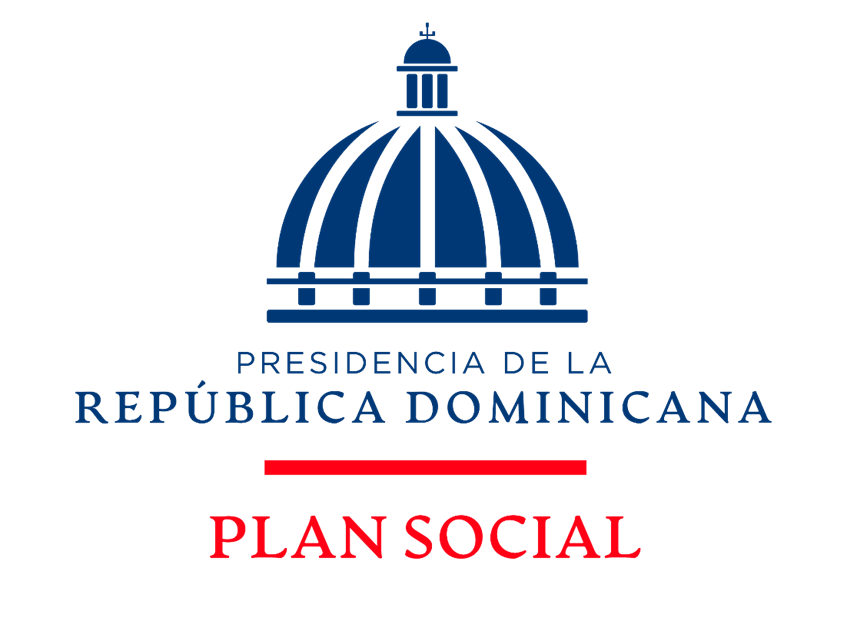 PRESIDENCIA DE LA
REPÚBLICA DOMINICANA
PLAN SOCIAL